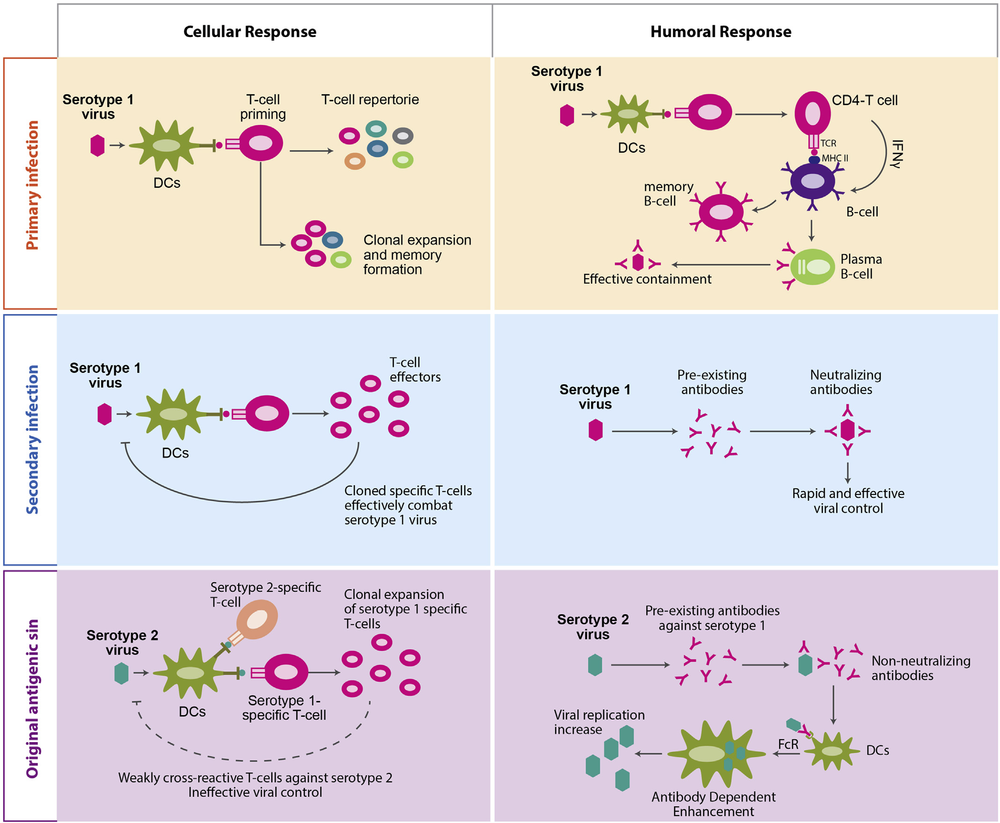 Cellular Response
Humoral Response
Primary infection
Serotype 1
virus
DCs
T-cell
priming
T-cell repertorie
Clonal expansion
and memory
formation
Serotype 1
virus
DCs
CD4-T cell
TCR
MHC II
IFNγ
B-cell
memory
B-cell
Plasma
B-cell
Effective containment
Secondary infection
Serotype 1
virus
DCs
T-cell
effectors
Cloned specific T-cells
effectively combat
serotype 1 virus
Serotype 1
virus
Pre-existing
antibodies
Neutralizing
antibodies
Rapid and effective
viral control
Original antigenic sin
Serotype 2-specific
T-cell
Serotype 2
virus
DCs
Serotype 1-
specific T-cell
Clonal expansion
of serotype 1 specific
T-cells
Weakly cross-reactive T-cells against serotype 2
Ineffective viral control
Serotype 2
virus
Pre-existing antibodies
against serotype 1
Non-neutralizing
antibodies
DCs
FcR
Antibody Dependent
Enhancement
Viral replication
increase